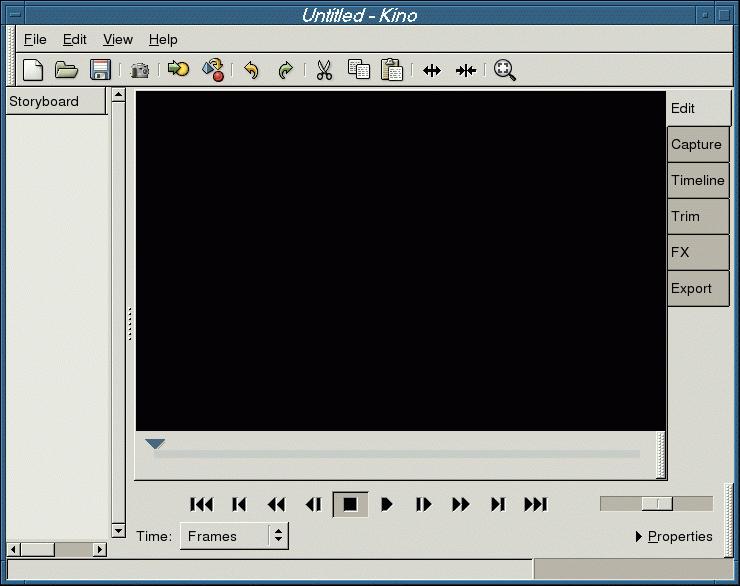 Untitled - Kino
File Edit View Help
Storyboard
Edit
Capture
Timeline
Trim
FX
Export
Time: Frames
Properties